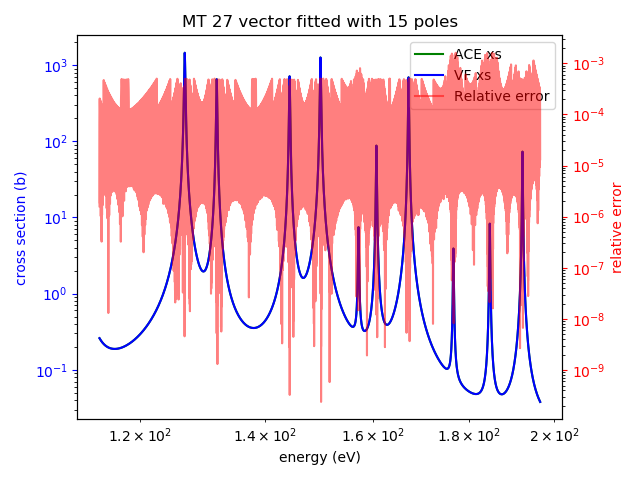 MT 27 vector fitted with 15 poles
ACE xs
VF xs
Relative error
10³
10²
10¹
10⁰
10⁻¹
cross section (b)
10⁻³
10⁻⁴
10⁻⁵
10⁻⁶
10⁻⁷
10⁻⁸
10⁻⁹
relative error
1.2 × 10² 1.4 × 10² 1.6 × 10² 1.8 × 10² 2 × 10²
energy (eV)